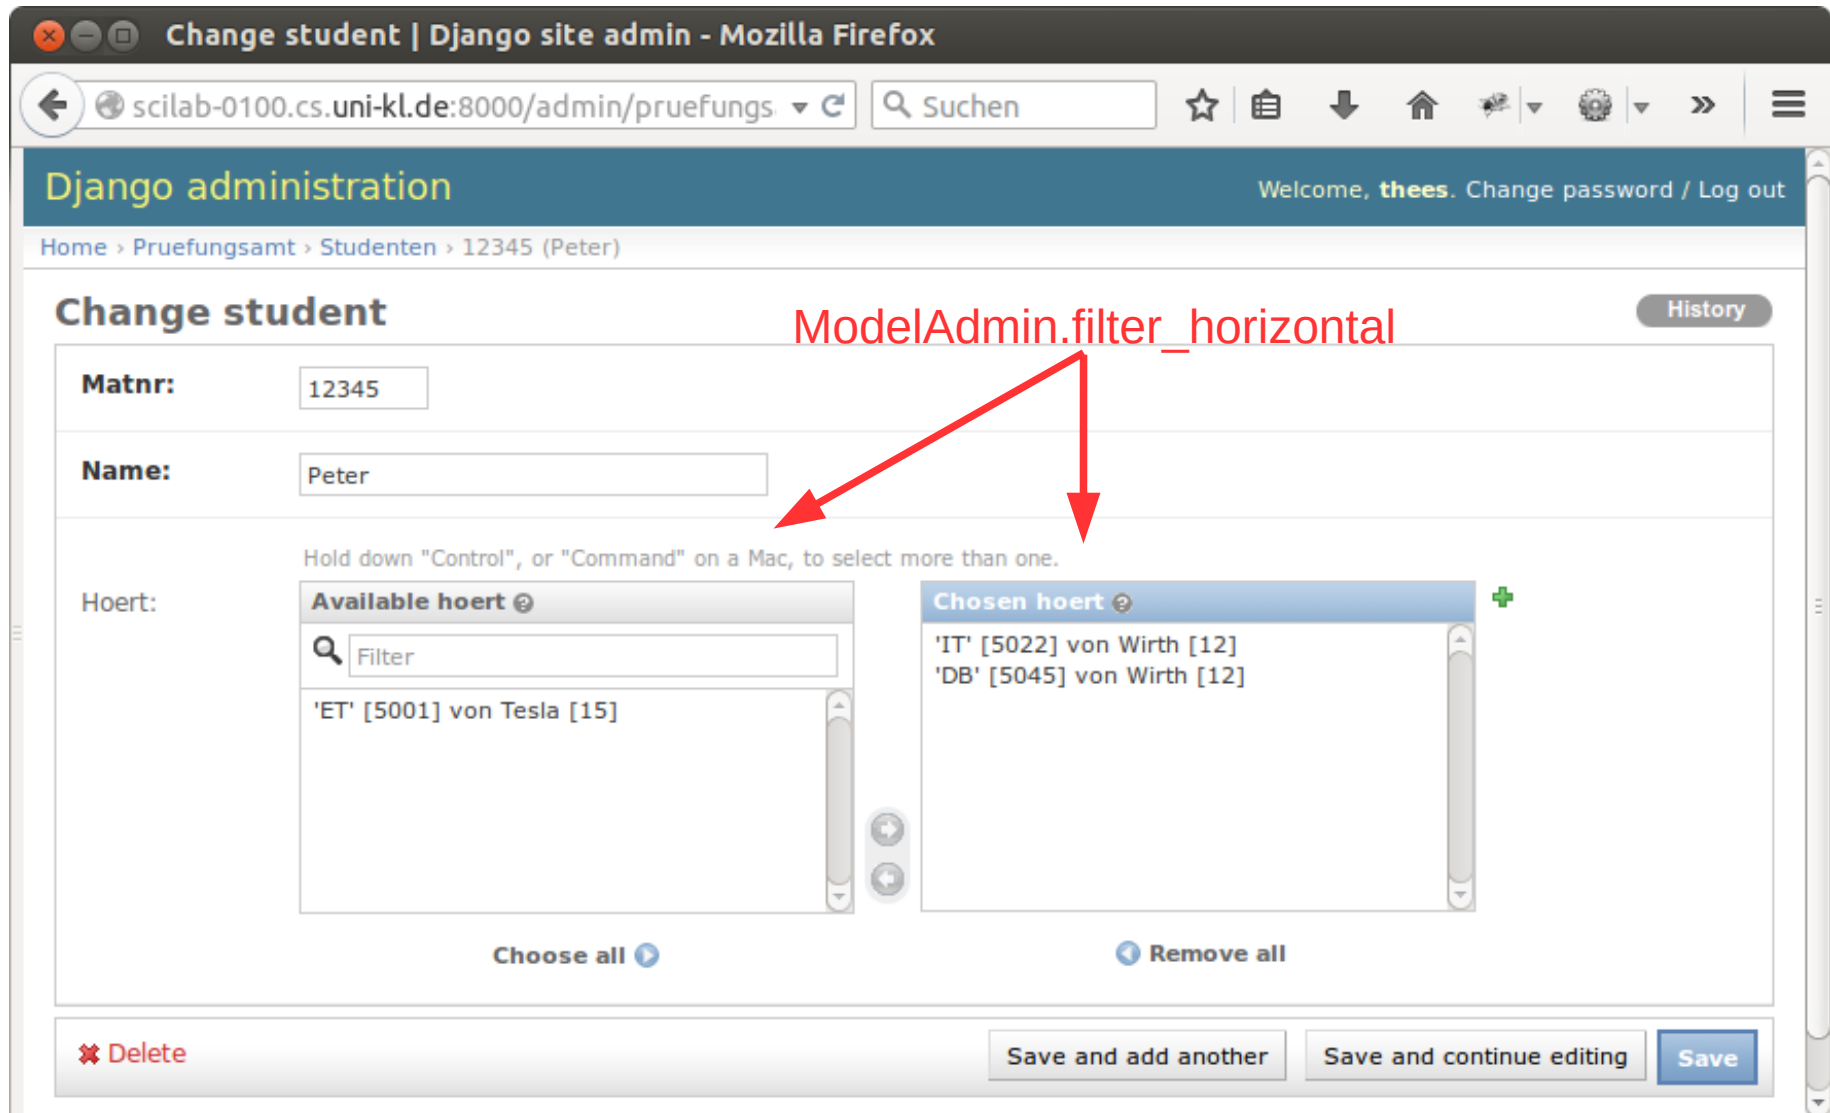 Change student | Django site admin - Mozilla Firefox
scilab-0100.cs.uni-kl.de:8000/admin/pruefungs
Suchen
Django administration
Welcome, thees. Change password / Log out
Home › Pruefungsamt › Studenten › 12345 (Peter)
Change student
History
ModelAdmin.filter_horizontal
Matnr:
12345
Name:
Peter
Hold down "Control", or "Command" on a Mac, to select more than one.
Hoert:
Available hoert ?
Chosen hoert ?
Filter
'IT' [5022] von Wirth [12]
'DB' [5045] von Wirth [12]
'ET' [5001] von Tesla [15]
Choose all
Remove all
Delete
Save and add another
Save and continue editing
Save